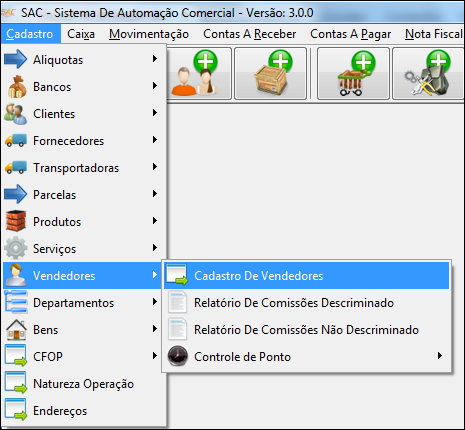 SAC - Sistema De Automação Comercial - Versão: 3.0.0
Cadastro Caixa Movimentação Contas A Receber Contas A Pagar Nota Fiscal
Aliquotas
Bancos
Clientes
Fornecedores
Transportadoras
Parcelas
Produtos
Serviços
Vendedores
Cadastro De Vendedores
Departamentos
Relatório De Comissões Descriminado
Bens
Relatório De Comissões Não Descriminado
CFOP
Controle de Ponto
Natureza Operação
Endereços